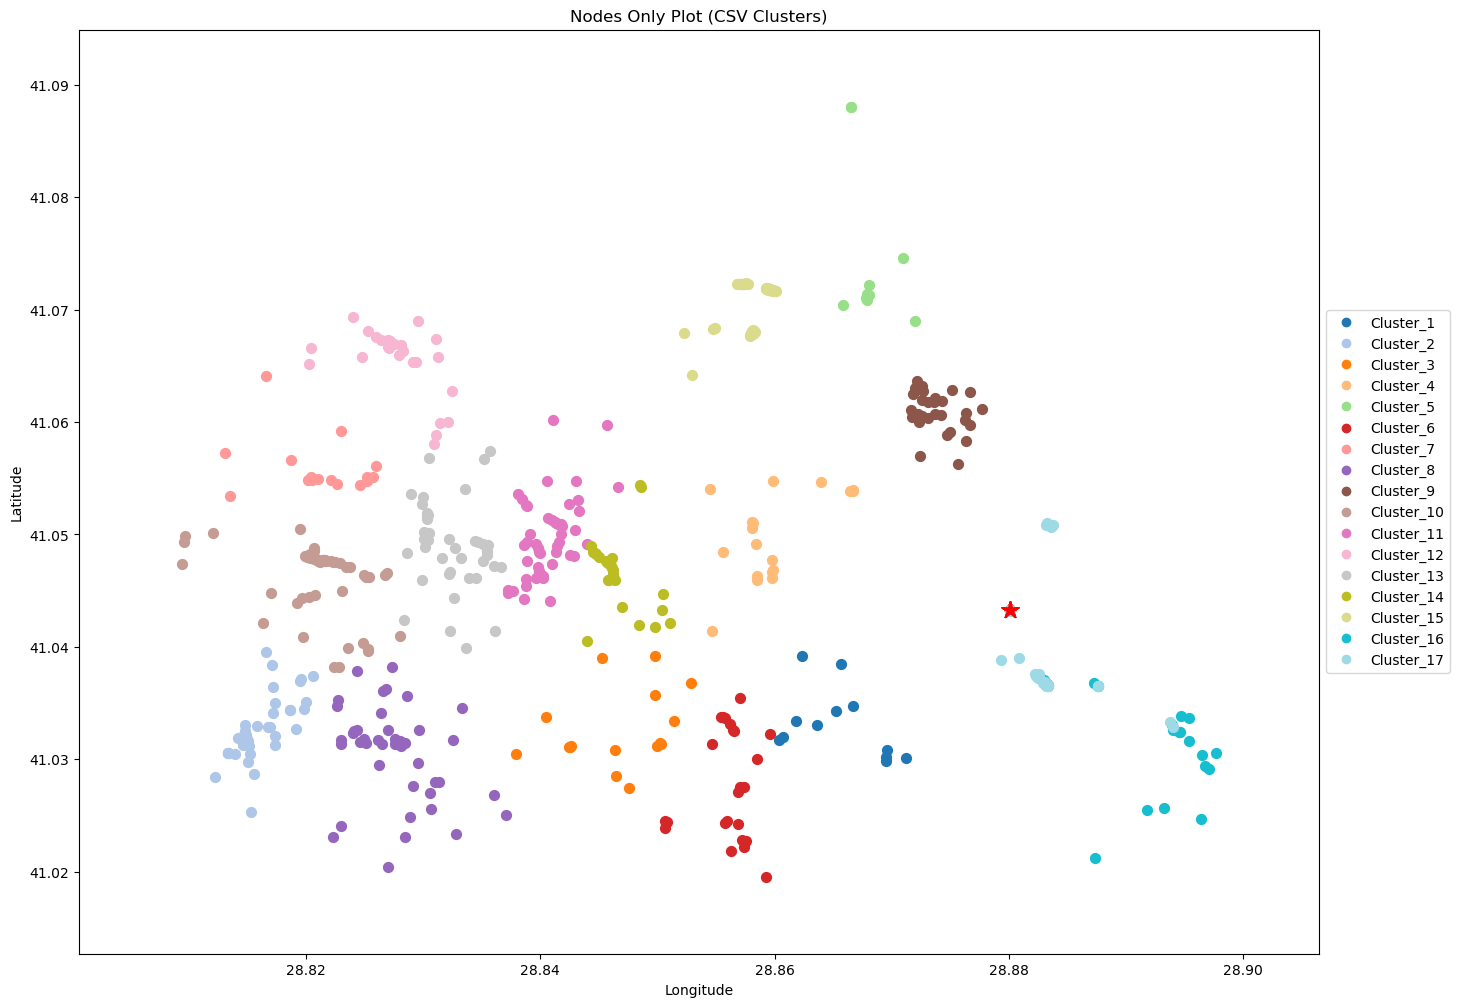 Nodes Only Plot (CSV Clusters)
41.09
41.08
41.07
41.06
41.05
41.04
41.03
41.02
Latitude
28.82
28.84
28.86
28.88
28.90
Longitude
Cluster_1
Cluster_2
Cluster_3
Cluster_4
Cluster_5
Cluster_6
Cluster_7
Cluster_8
Cluster_9
Cluster_10
Cluster_11
Cluster_12
Cluster_13
Cluster_14
Cluster_15
Cluster_16
Cluster_17